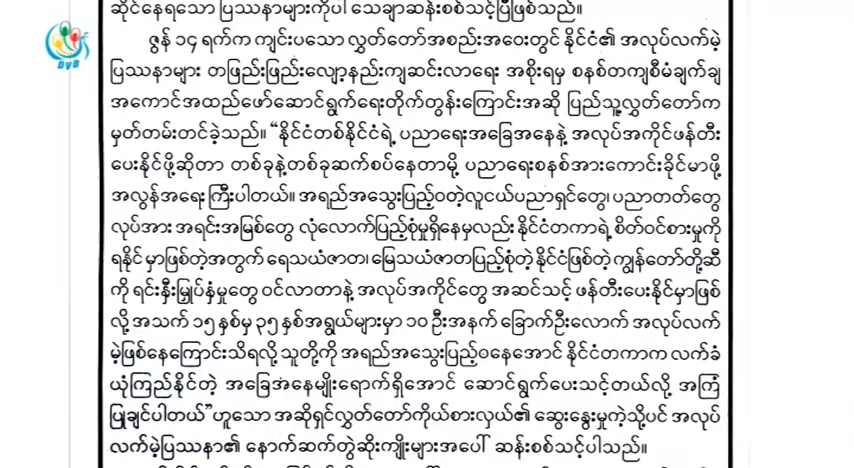 ဆိုင်နေရသော ပြဿနာများကိုပါ သေချာဆန်းစစ်သင့်ပြီဖြစ်သည်။
ဇွန် ၁၄ ရက်က ကျင်းပသော လွှတ်တော်အစည်းအဝေးတွင် နိုင်ငံ၏ အလုပ်လက်မဲ့
ပြဿနာများ တဖြည်းဖြည်းလျော့နည်းကျဆင်းလာရေး အစိုးရမှ စနစ်တကျစီမံချက်ချ
အကောင်အထည်ဖော်ဆောင်ရွက်ရေးတိုက်တွန်းကြောင်းအဆို ပြည်သူ့လွှတ်တော်က
မှတ်တမ်းတင်ခဲ့သည်။ “နိုင်ငံတစ်နိုင်ငံရဲ့ ပညာရေးအခြေအနေနဲ့ အလုပ်အကိုင်ဖန်တီး
ပေးနိုင်ဖို့ဆိုတာ တစ်ခုနဲ့တစ်ခုဆက်စပ်နေတာမို့ ပညာရေးစနစ်အားကောင်းခိုင်မာဖို့
အလွန်အရေးကြီးပါတယ်။ အရည်အသွေးပြည့်ဝတဲ့လူငယ်ပညာရှင်တွေ၊ ပညာတတ်တွေ
လုပ်အား အရင်းအမြစ်တွေ လုံလောက်ပြည့်စုံမှုရှိနေမှလည်း နိုင်ငံတကာရဲ့ စိတ်ဝင်စားမှုကို
ရနိုင် မှာဖြစ်တဲ့အတွက် ရေသယံဇာတ၊ မြေသယံဇာတပြည့်စုံတဲ့ နိုင်ငံဖြစ်တဲ့ ကျွန်တော်တို့ဆီ
ကို ရင်းနှီးမြှုပ်နှံမှုတွေ ဝင်လာတာနဲ့ အလုပ်အကိုင်တွေ အဆင်သင့် ဖန်တီးပေးနိုင်မှာဖြစ်
လို့ အသက် ၁၅ နှစ်မှ ၃၅ နှစ်အရွယ်များမှာ ၁၀ ဦးအနက် ခြောက်ဦးလောက် အလုပ်လက်
မဲ့ဖြစ်နေကြောင်းသိရလို့ သူတို့ကို အရည်အသွေးပြည့်ဝနေအောင် နိုင်ငံတကာက လက်ခံ
ယုံကြည်နိုင်တဲ့ အခြေအနေမျိုးရောက်ရှိအောင် ဆောင်ရွက်ပေးသင့်တယ်လို့ အကြံ
ပြုချင်ပါတယ်”ဟူသော အဆိုရှင်လွှတ်တော်ကိုယ်စားလှယ်၏ ဆွေးနွေးမှုကဲ့သို့ပင် အလုပ်
လက်မဲ့ပြဿနာ၏ နောက်ဆက်တွဲဆိုးကျိုးများအပေါ် ဆန်းစစ်သင့်ပါသည်။
DVB